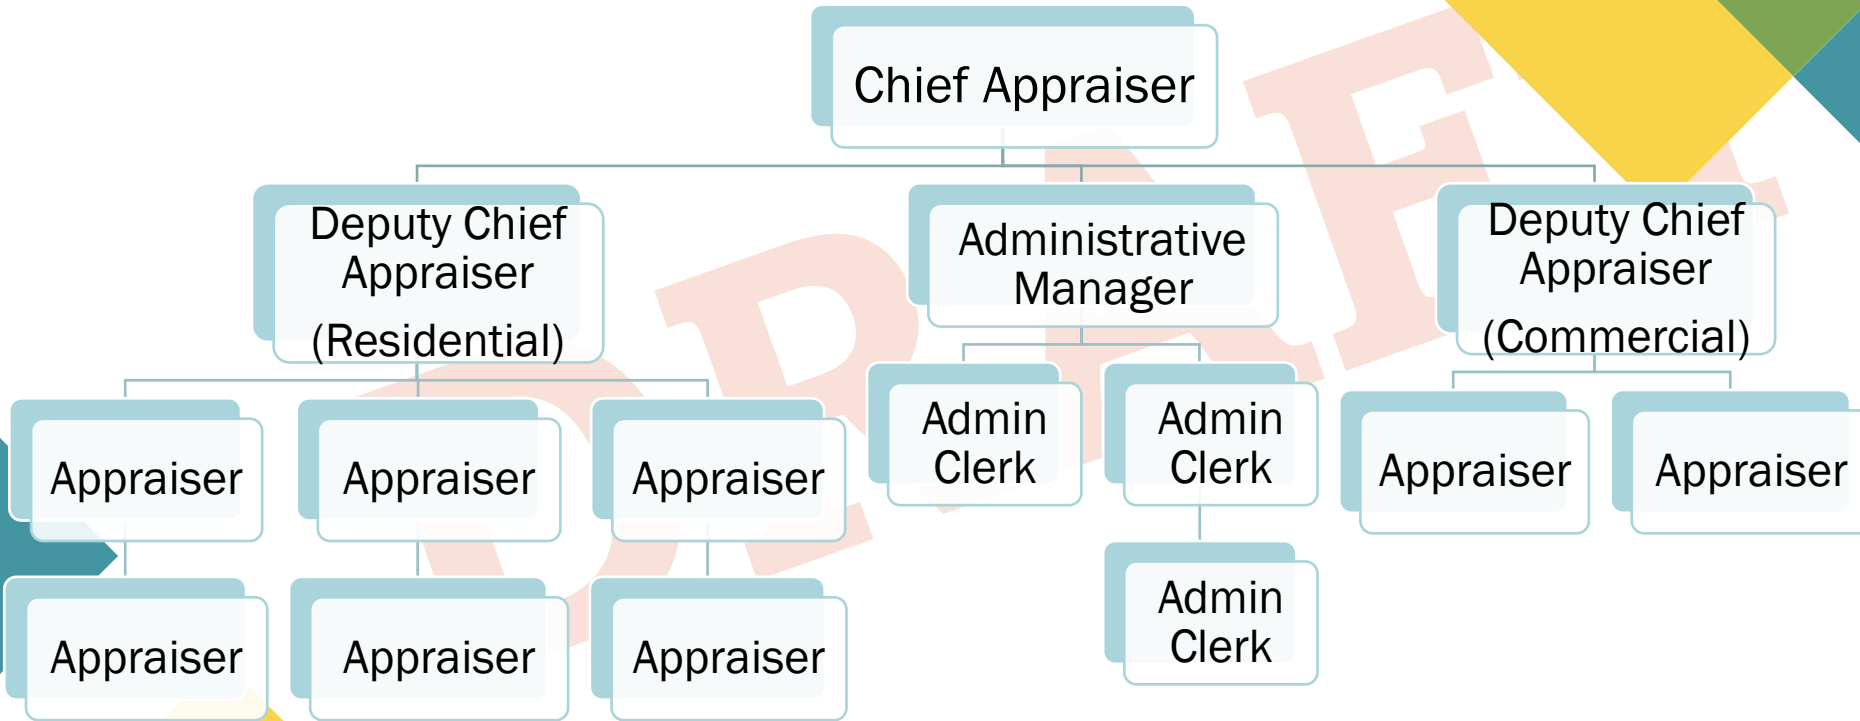 Chief Appraiser
Deputy Chief
Appraiser
(Residential)
Administrative
Manager
Deputy Chief
Appraiser
(Commercial)
Appraiser
Appraiser
Appraiser
Admin
Clerk
Admin
Clerk
Appraiser
Appraiser
Appraiser
Appraiser
Appraiser
Admin
Clerk
DRAFT